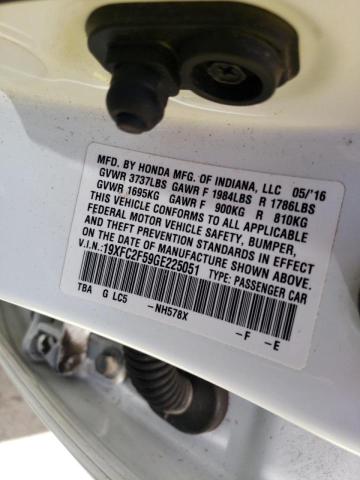 MFD. BY HONDA MFG. OF INDIANA, LLC 05/'16
GVWR 3737LBS GAWR F 1984LBS R 1786LBS
GVWR 1695KG GAWR F 900KG R 810KG
THIS VEHICLE CONFORMS TO ALL APPLICABLE
FEDERAL MOTOR VEHICLE SAFETY, BUMPER,
AND THEFT PREVENTION STANDARDS IN EFFECT
ON THE DATE OF MANUFACTURE SHOWN ABOVE.
V.I.N.:19XFC2F59GE225051 TYPE: PASSENGER CAR
TBA G LC5 -NH578X -F -E